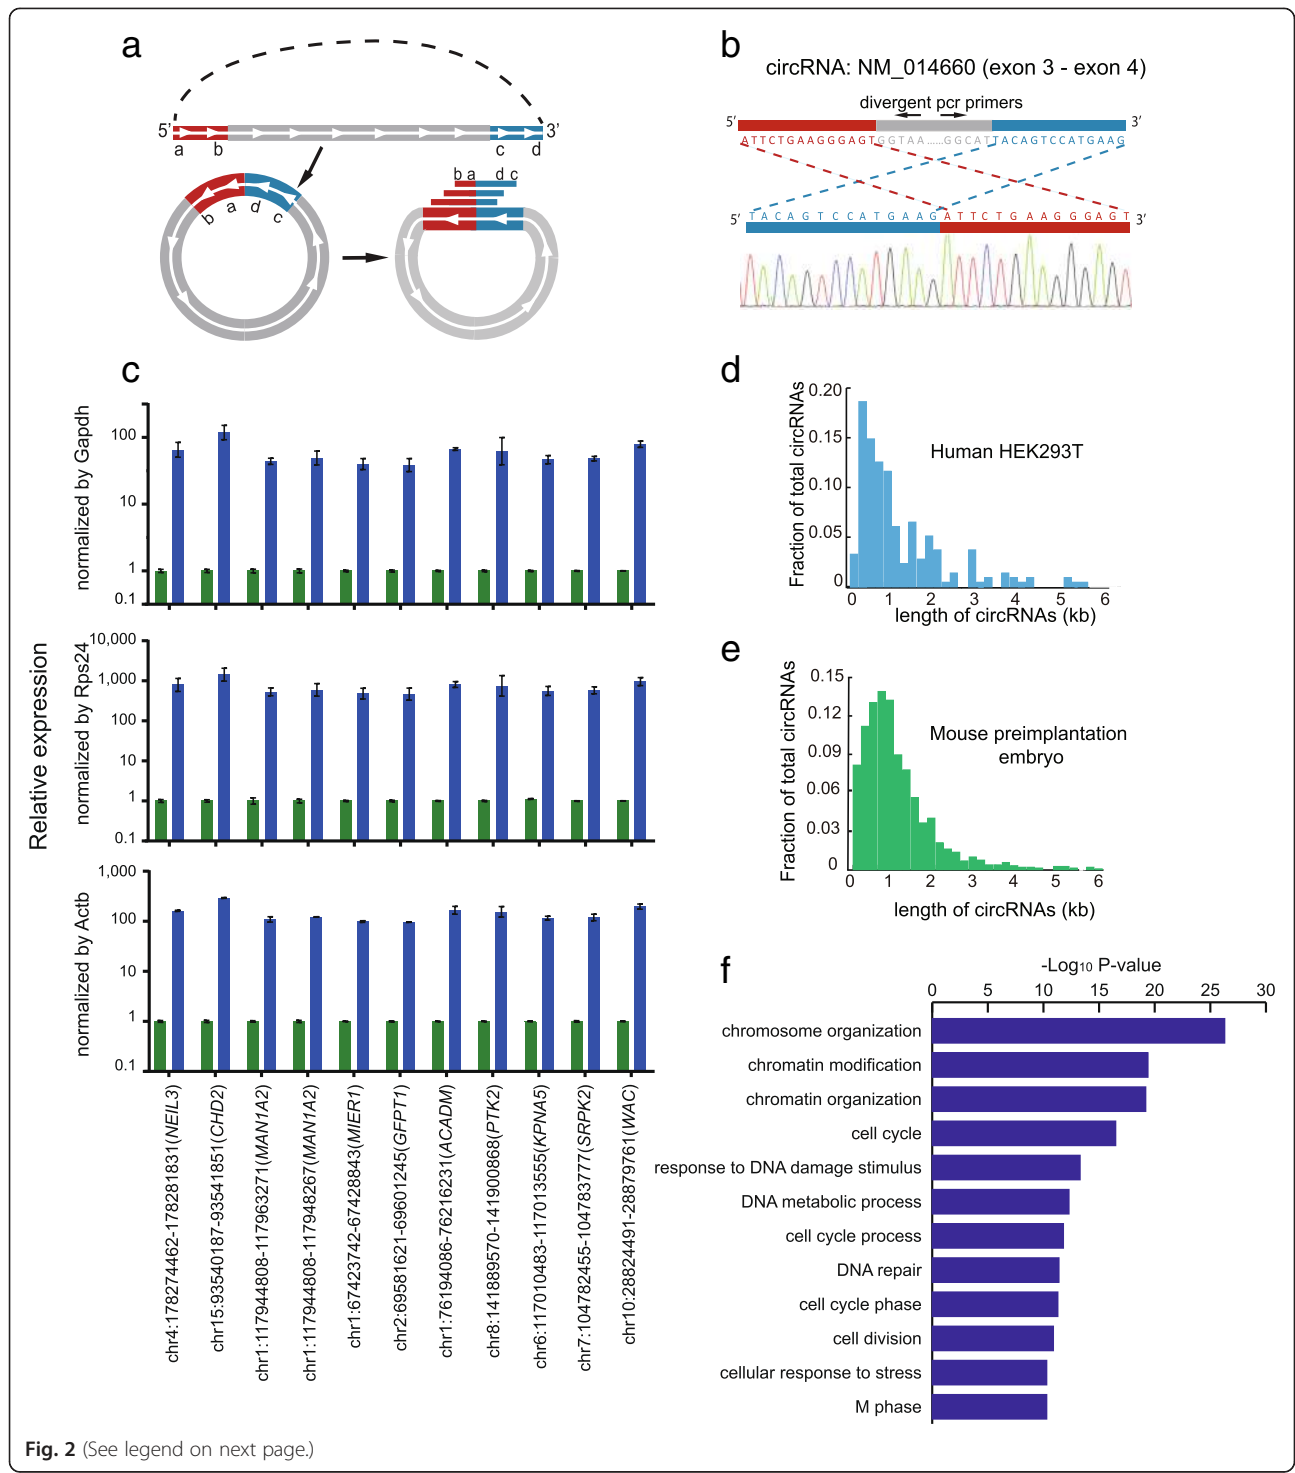 a
5’
3’
a b c d
b a d c
b a d c
b
circRNA: NM_014660 (exon 3 - exon 4)
divergent pcr primers
5’ 3’
ATTCTGAAGGGAGTGGTAA......GGCATTACAGTCCATGAAG
5’ TACAGTCCATGAAGATTCTGAAGGGAGT 3’
c
Relative expression
normalized by Gapdh
100
10
1
0.1
normalized by Rps24
10,000
1,000
100
10
1
0.1
normalized by Actb
1,000
100
10
1
0.1
chr4:178274462-178281831(NEIL3)
chr15:93540187-93541851(CHD2)
chr1:117944808-117963271(MAN1A2)
chr1:117944808-117948267(MAN1A2)
chr1:67423742-67428843(MIER1)
chr2:69581621-69601245(GFPT1)
chr1:76194086-76216231(ACADM)
chr8:141889570-141900868(PTK2)
chr6:117010483-117013555(KPNA5)
chr7:104782455-104783777(SRPK2)
chr10:28824491-28879761(WAC)
d
Fraction of total circRNAs
0.20
0.15
0.10
0.05
0
Human HEK293T
0 1 2 3 4 5 6
length of circRNAs (kb)
e
Fraction of total circRNAs
0.15
0.12
0.09
0.06
0.03
0
Mouse preimplantation
embryo
0 1 2 3 4 5 6
length of circRNAs (kb)
f
-Log10 P-value
0 5 10 15 20 25 30
chromosome organization
chromatin modification
chromatin organization
cell cycle
response to DNA damage stimulus
DNA metabolic process
cell cycle process
DNA repair
cell cycle phase
cell division
cellular response to stress
M phase
Fig. 2 (See legend on next page.)